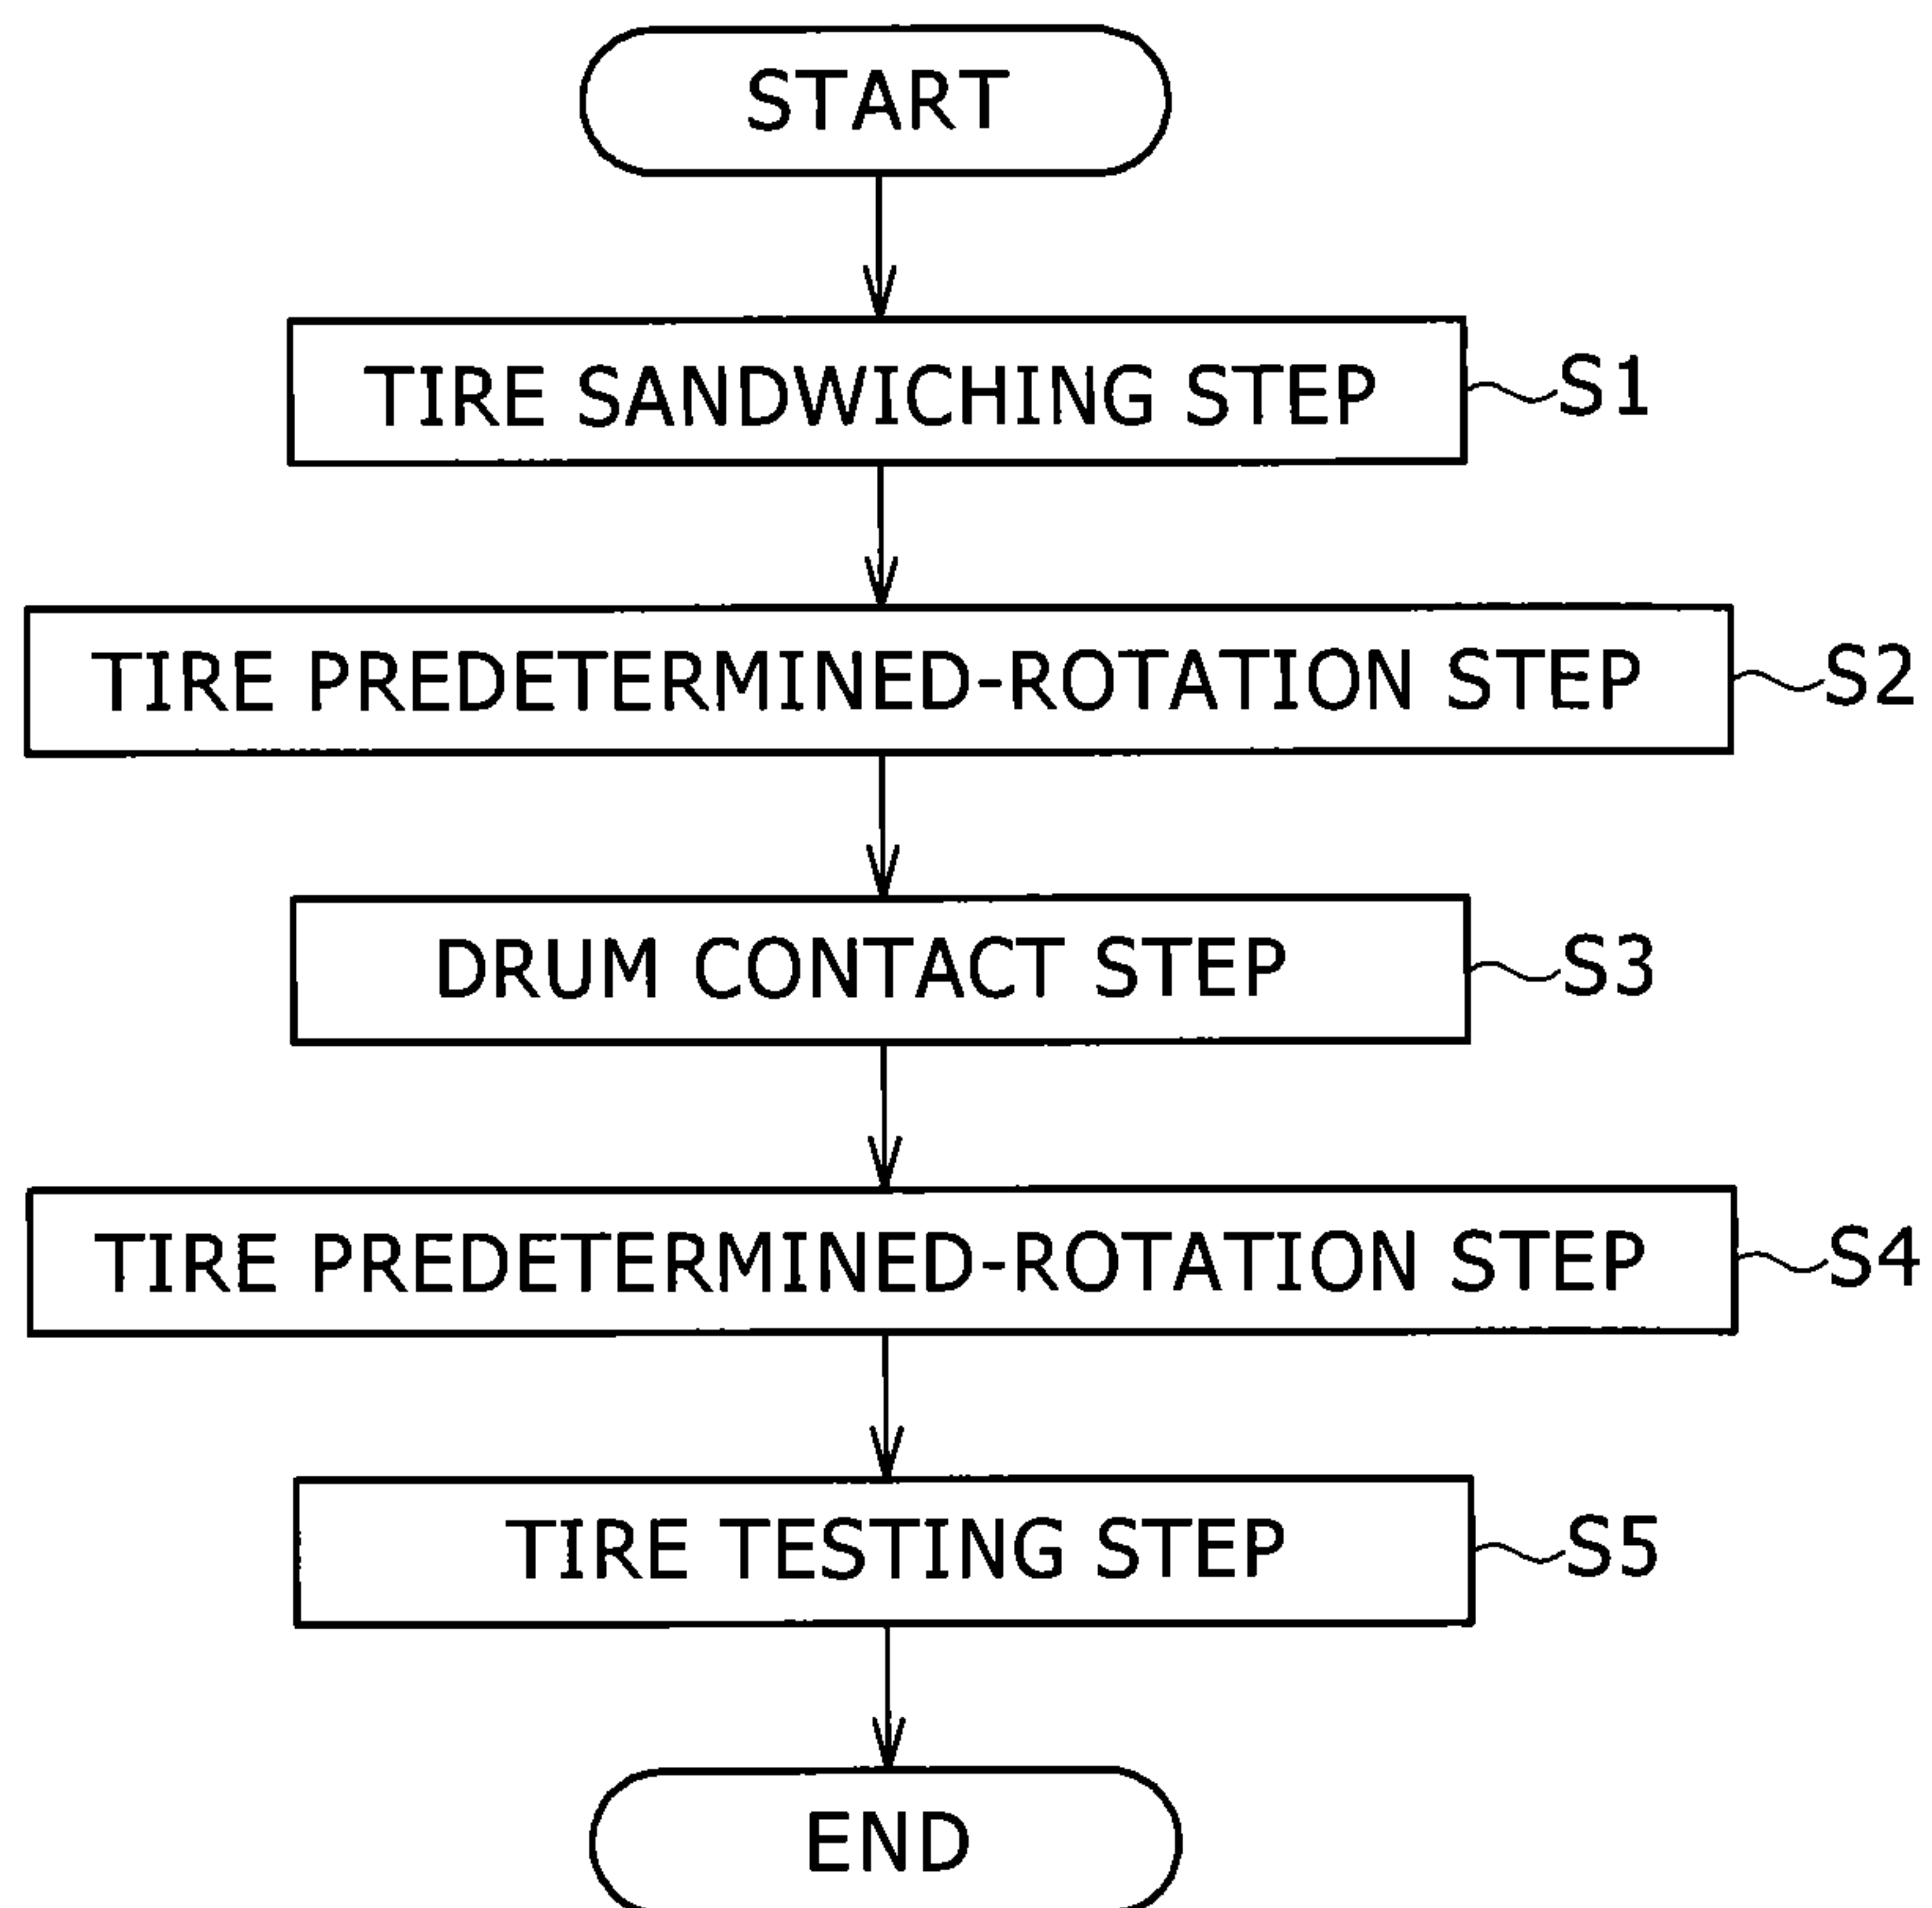 START
TIRE SANDWICHING STEP S1
TIRE PREDETERMINED-ROTATION STEP S2
DRUM CONTACT STEP S3
TIRE PREDETERMINED-ROTATION STEP S4
TIRE TESTING STEP S5
END